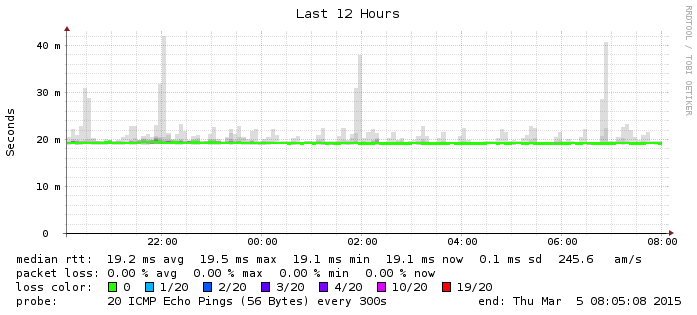 Last 12 Hours
RRDTOOL / TOBI OETIKER
Seconds
40 m
30 m
20 m
10 m
0
22:00 00:00 02:00 04:00 06:00 08:00
median rtt: 19.2 ms avg 19.5 ms max 19.1 ms min 19.1 ms now 0.1 ms sd 245.6 am/s
packet loss: 0.00 % avg 0.00 % max 0.00 % min 0.00 % now
loss color: 0 1/20 2/20 3/20 4/20 10/20 19/20
probe: 20 ICMP Echo Pings (56 Bytes) every 300s end: Thu Mar 5 08:05:08 2015